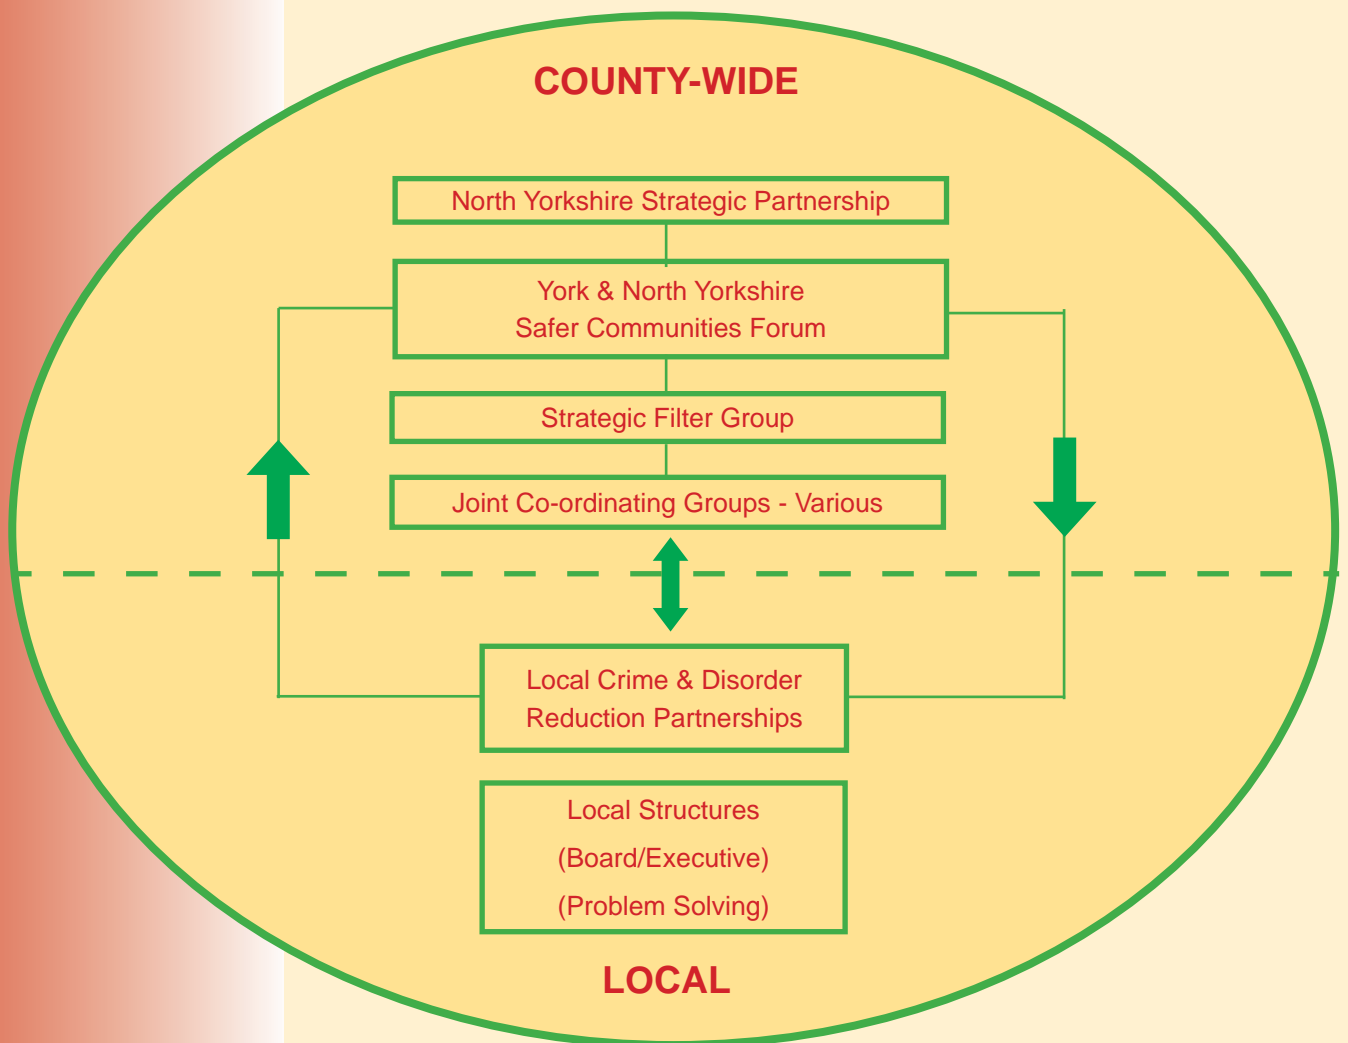 COUNTY-WIDE
North Yorkshire Strategic Partnership
York & North Yorkshire
Safer Communities Forum
Strategic Filter Group
Joint Co-ordinating Groups - Various
Local Crime & Disorder
Reduction Partnerships
Local Structures
(Board/Executive)
(Problem Solving)
LOCAL